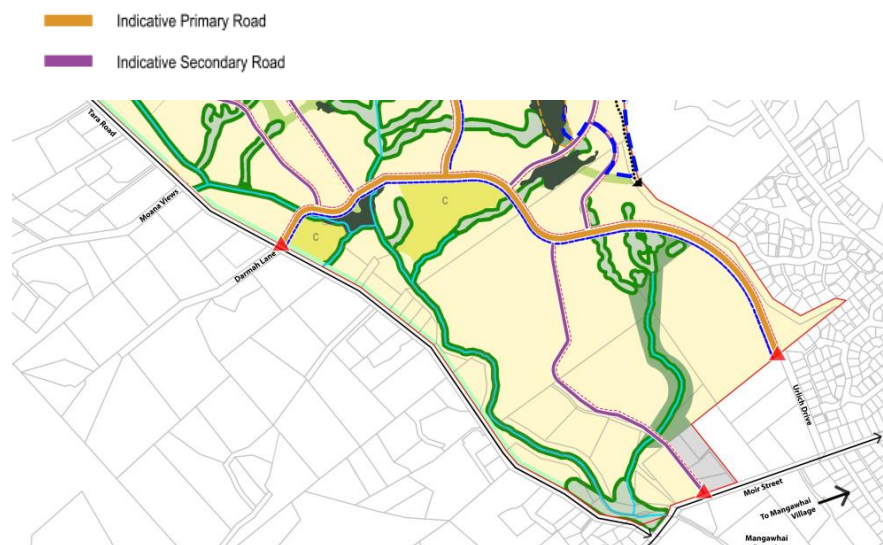 Indicative Primary Road
Indicative Secondary Road
Tara Road
Moana Views
C
C
Darmah Lane
Urlich Drive
Moir Street
To Mangawhai
Village
Mangawhai